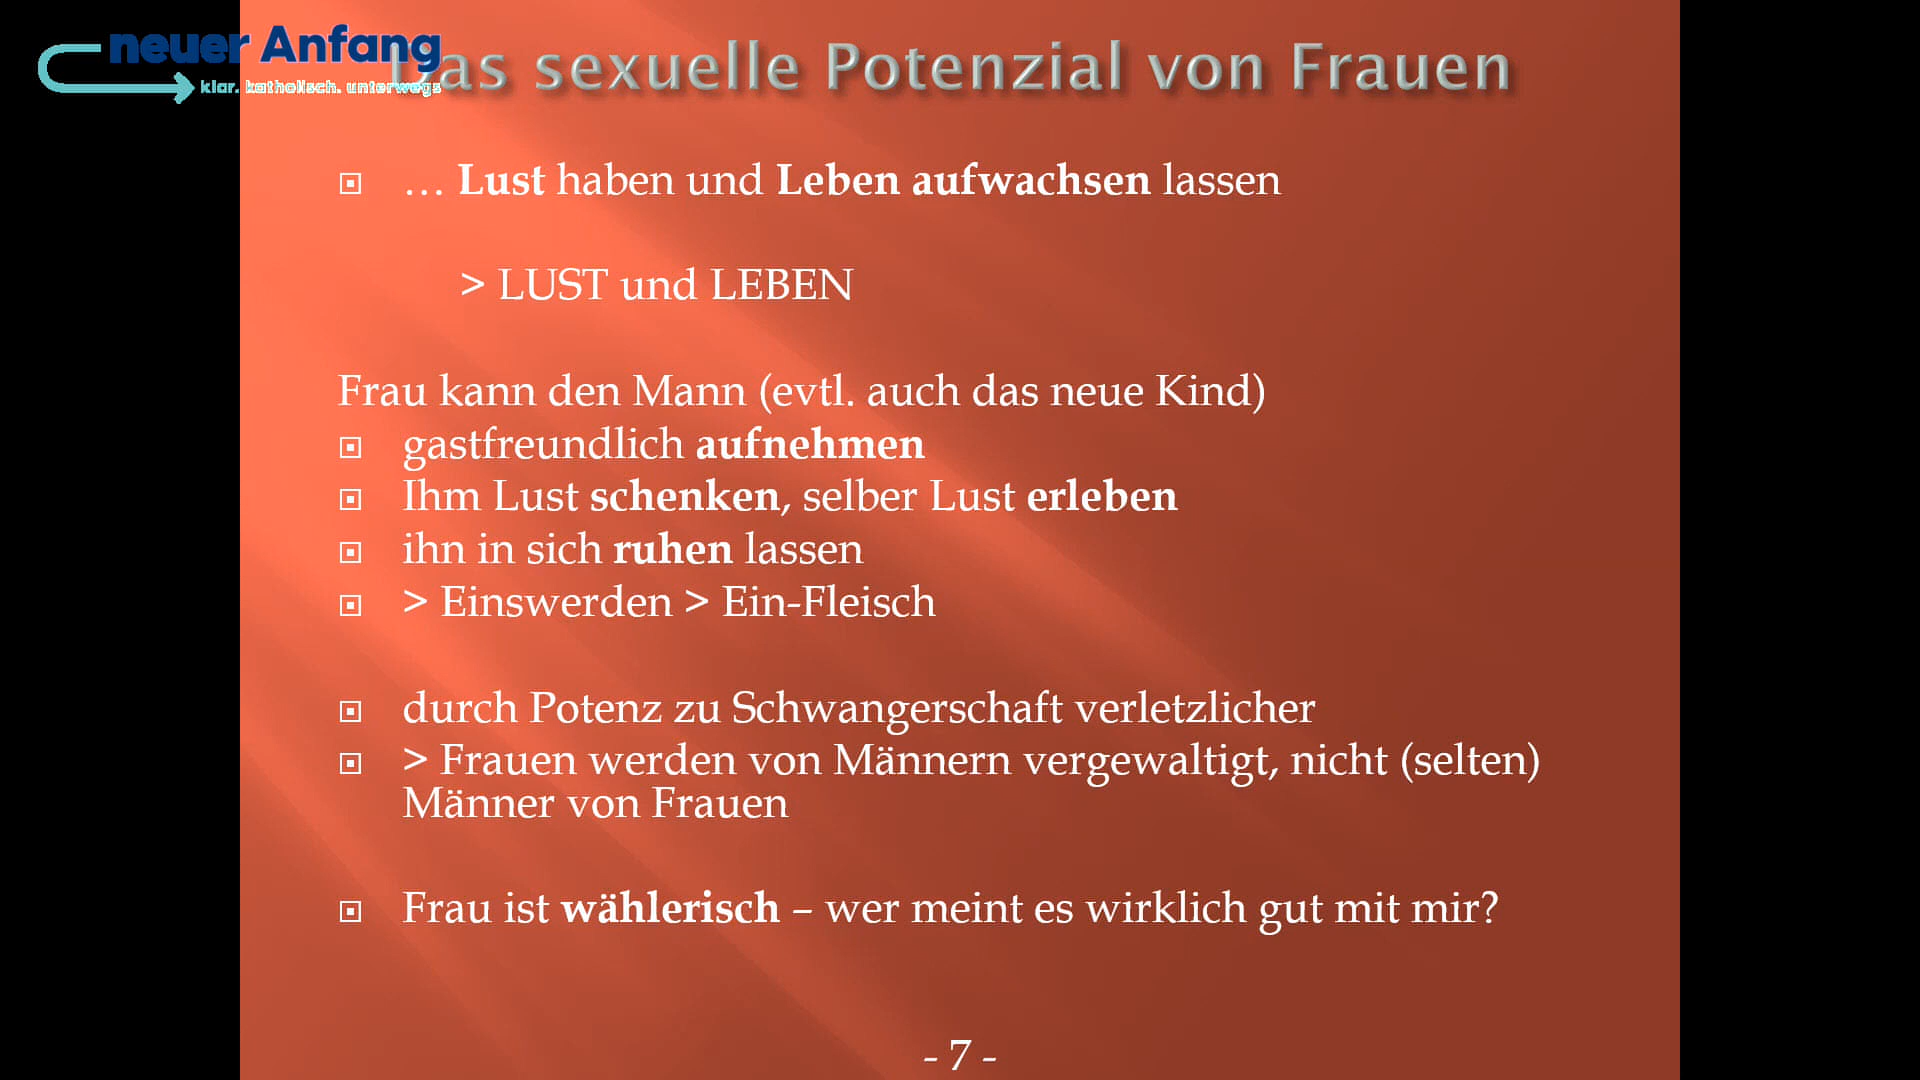 neuer Anfang
klar. katholisch. unterwegs
Das sexuelle Potenzial von Frauen
… Lust haben und Leben aufwachsen lassen
> LUST und LEBEN
Frau kann den Mann (evtl. auch das neue Kind)
gastfreundlich aufnehmen
Ihm Lust schenken, selber Lust erleben
ihn in sich ruhen lassen
> Einswerden > Ein-Fleisch
durch Potenz zu Schwangerschaft verletzlicher
> Frauen werden von Männern vergewaltigt, nicht (selten)
Männer von Frauen
Frau ist wählerisch – wer meint es wirklich gut mit mir?
- 7 -